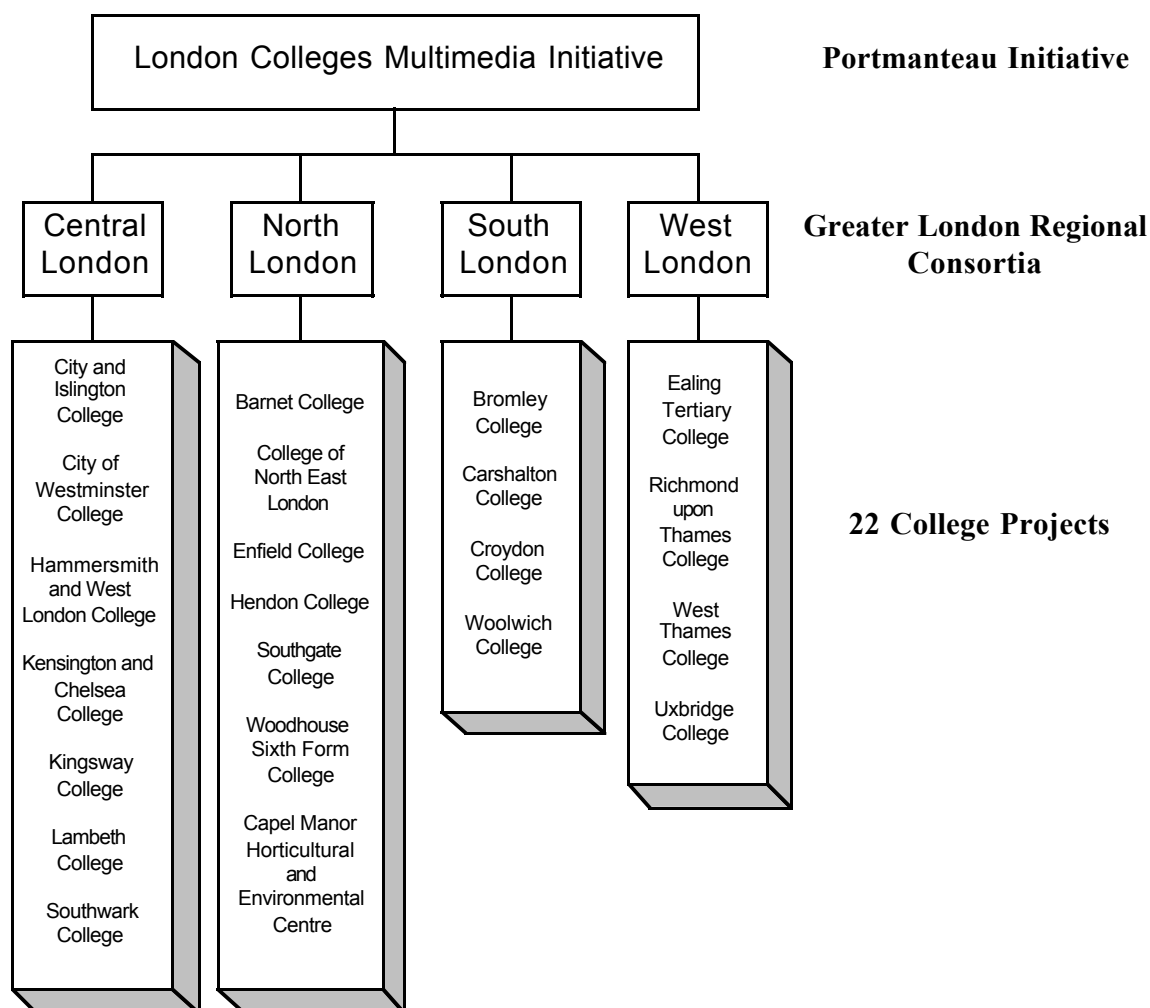 London Colleges Multimedia Initiative
Portmanteau Initiative
Central
London
North
London
South
London
West
London
Greater London Regional
Consortia
City and
Islington
College
City of
Westminster
College
Hammersmith
and West
London College
Kensington and
Chelsea
College
Kingsway
College
Lambeth
College
Southwark
College
Barnet College
College of
North East
London
Enfield College
Hendon College
Southgate
College
Woodhouse
Sixth Form
College
Capel Manor
Horticultural
and
Environmental
Centre
Bromley
College
Carshalton
College
Croydon
College
Woolwich
College
Ealing
Tertiary
College
Richmond
upon
Thames
College
West
Thames
College
Uxbridge
College
22 College Projects